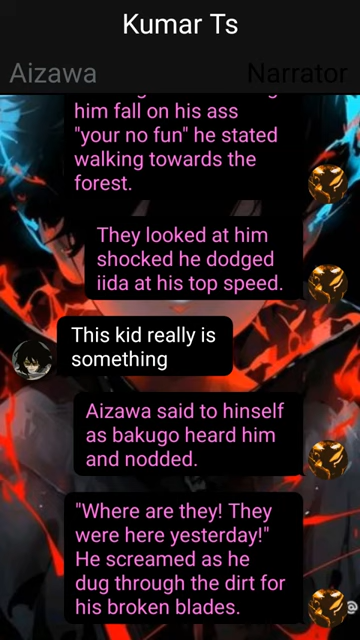 Kumar Ts
Aizawa
Narrator
him fall on his ass
"your no fun" he stated
walking towards the
forest.
They looked at him
shocked he dodged
iida at his top speed.
This kid really is
something
Aizawa said to hinself
as bakugo heard him
and nodded.
"Where are they! They
were here yesterday!"
He screamed as he
dug through the dirt for
his broken blades.
@